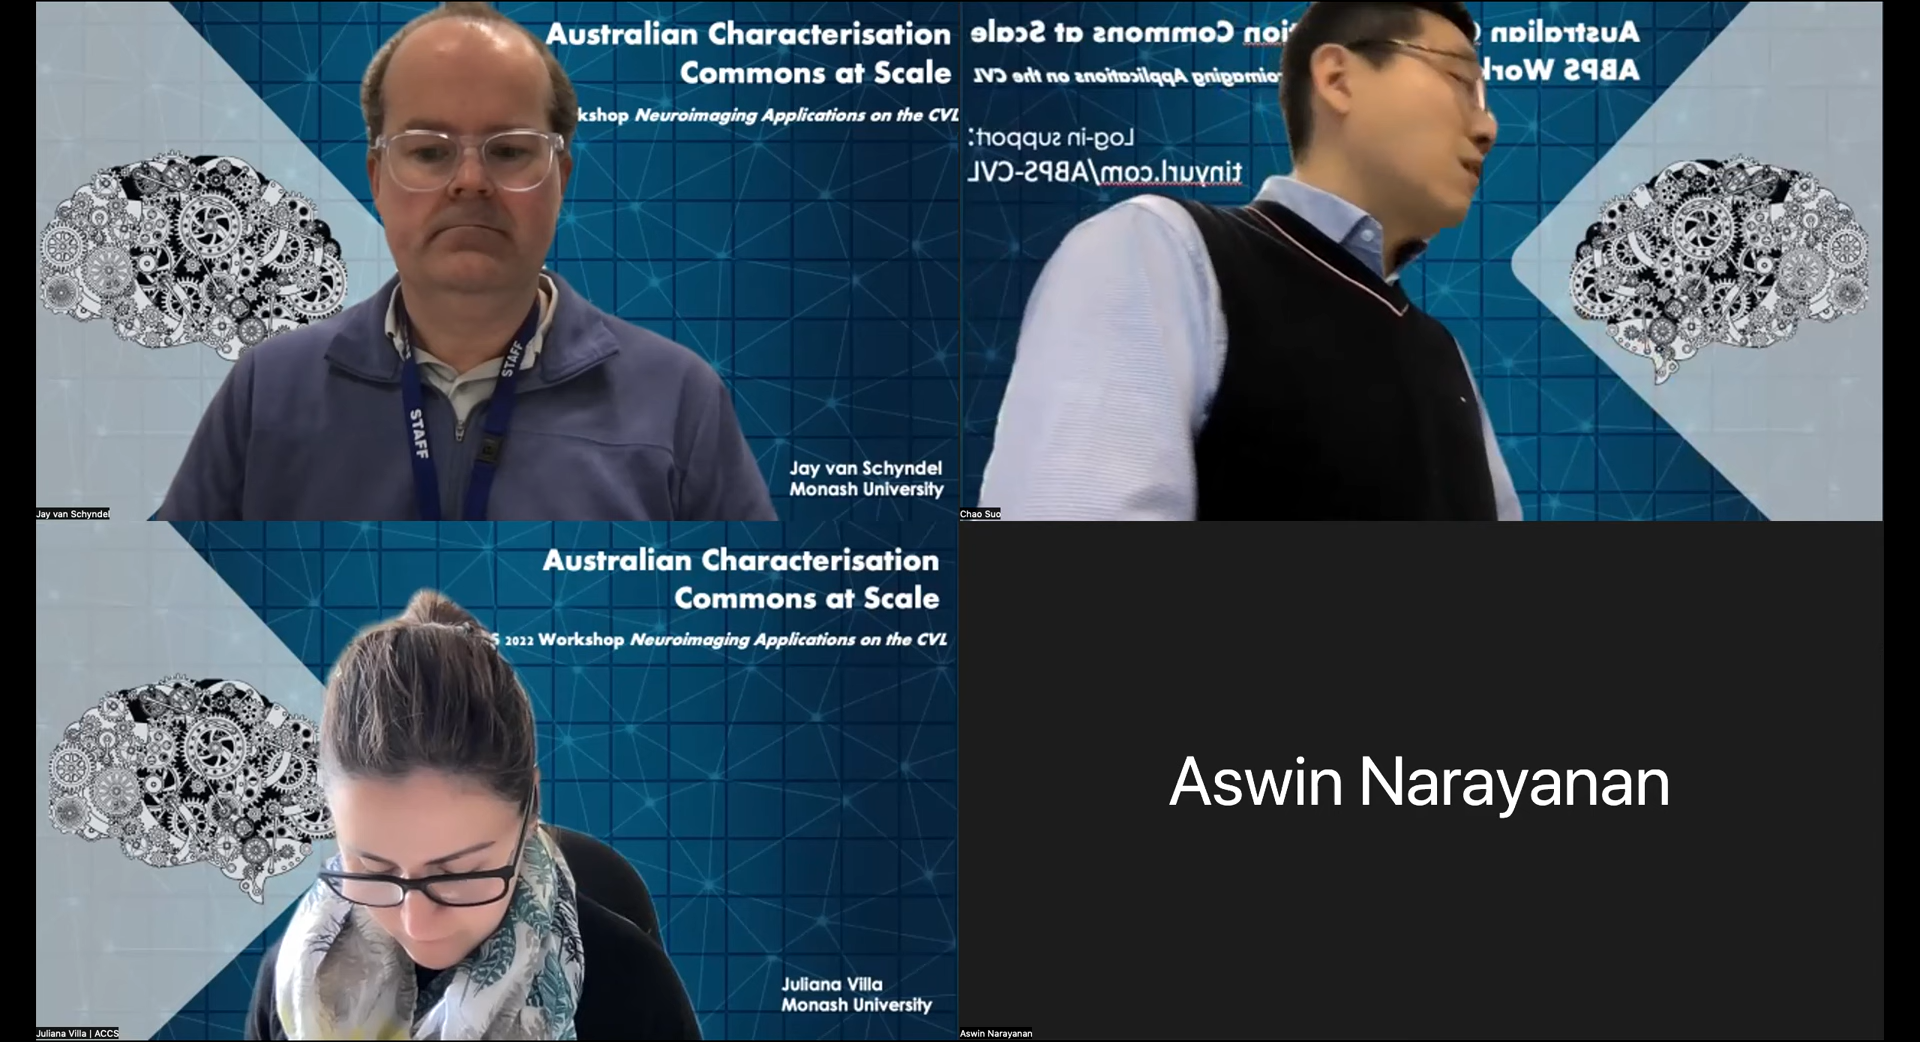 Australian Characterisation
Commons at Scale
kshop Neuroimaging Applications on the CVL
STAFF
STAFF
Jay van Schyndel
Monash University
Jay van Schyndel
Australian
tion Commons at Scale
ABPS Work
roimaging Applications on the CVL
Log-in support:
tinyurl.com/ABPS-CVL
Chao Suo
Australian Characterisation
Commons at Scale
S 2022 Workshop Neuroimaging Applications on the CVL
Juliana Villa
Monash University
Juliana Villa | ACCS
Aswin Narayanan
Aswin Narayanan